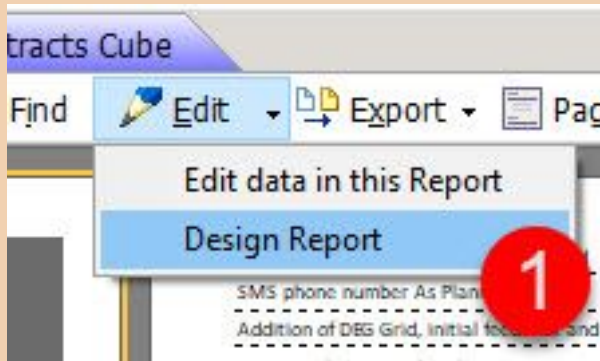 tracts Cube
Find Edit Export Pag
Edit data in this Report
Design Report
1
SMS phone number As Plan
Addition of DEG Grid, initial and